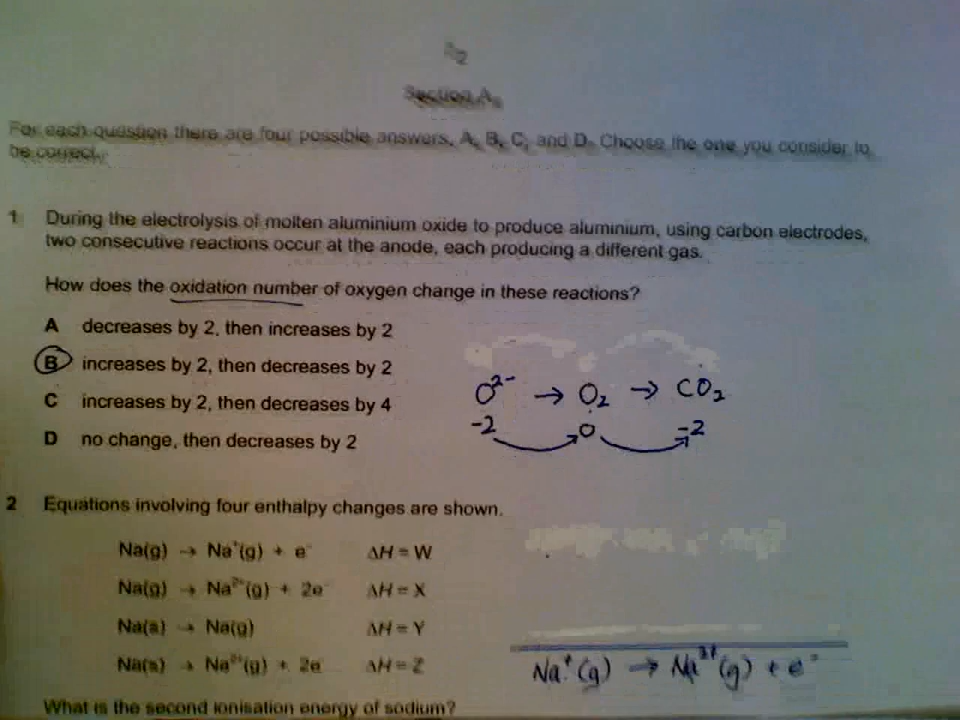 2
Section A
For each question there are four possible answers, A, B, C, and D. Choose the one you consider to
be correct.
1 During the electrolysis of molten aluminium oxide to produce aluminium, using carbon electrodes,
two consecutive reactions occur at the anode, each producing a different gas.
How does the oxidation number of oxygen change in these reactions?
A decreases by 2, then increases by 2
B increases by 2, then decreases by 2
C increases by 2, then decreases by 4
D no change, then decreases by 2
O²⁻ → O₂ → CO₂
-2 0 -2
2 Equations involving four enthalpy changes are shown.
Na(g) → Na⁺(g) + e⁻ ΔH = W
Na(g) → Na²⁺(g) + 2e⁻ ΔH = X
Na(s) → Na(g) ΔH = Y
Na(s) → Na²⁺(g) + 2e⁻ ΔH = Z
Na⁺(g) → Na²⁺(g) + e⁻
What is the second ionisation energy of sodium?